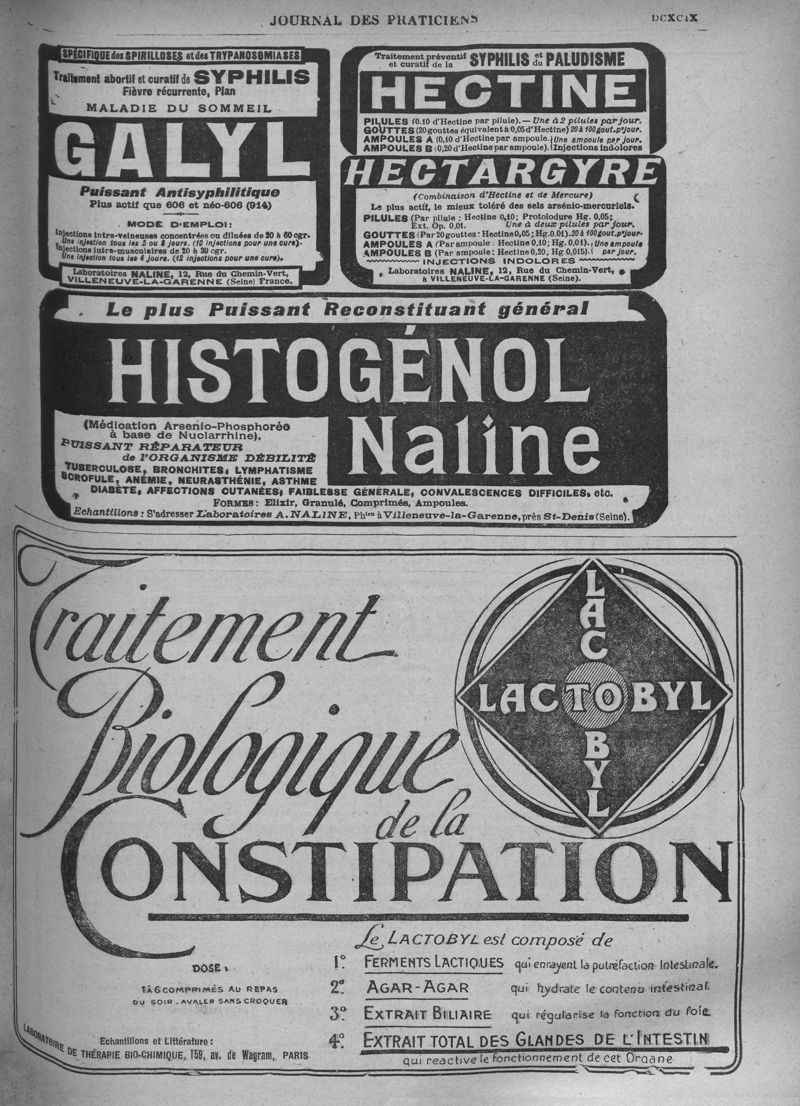 JOURNAL DES PRATICIENS
DCXCIX
SPÉCIFIQUE des SPIRILLOSES et des TRYPANOSOMIASES
Traitement abortif et curatif de SYPHILIS
Fièvre récurrente, Pian
MALADIE DU SOMMEIL
GALYL
Puissant Antisyphilitique
Plus actif que 606 et néo-606 (914)
MODE D'EMPLOI:
Injections intra-veineuses concentrées ou diluées de 20 à 60 cgr.
Une injection tous les 5 ou 8 jours. (10 injections pour une cure)-
Injections intra-musculaires de 20 à 30 cgr.
Une injection tous les 4 jours. (12 injections pour une cure).
Laboratoires NALINE, 12, Rue du Chemin-Vert,
VILLENEUVE-LA-GARENNE (Seine) France.
Traitement préventif et curatif de la SYPHILIS et du PALUDISME
HECTINE
PILULES (0.10 d'Hectine par pilule).— Une à 2 pilules par jour.
GOUTTES (20 gouttes équivalent à 0,05 d'Hectine) 20 à 100 gout. pr jour.
AMPOULES A (0,10 d'Hectine par ampoule.) Une ampoule par jour.
AMPOULES B (0,20 d'Hectine par ampoule). Injections indolores
HECTARGYRE
(Combinaison d'Hectine et de Mercure)
Le plus actif, le mieux toléré des sels arsénio-mercuriels.
PILULES (Par pilule : Hectine 0,10; Protoiodure Hg. 0,05;
Ext. Op. 0,01. Une à deux pilules par jour.
GOUTTES (Par 20 gouttes : Hectine 0,05; Hg. 0.01). 20 à 100 gout. pr jour.
AMPOULES A (Par ampoule : Hectine 0,10; Hg. 0,01). Une ampoule
AMPOULES B (Par ampoule: Hectine 0,20, Hg. 0,015). par jour.
INJECTIONS INDOLORES
Laboratoires NALINE, 12, Rue du Chemin-Vert,
à VILLENEUVE-LA-GARENNE (Seine).
Le plus Puissant Reconstituant général
HISTOGÉNOL
Naline
(Médication Arsenio-Phosphorée
à base de Nuclarrhine).
PUISSANT RÉPARATEUR
de l'ORGANISME DÉBILITÉ
TUBERCULOSE, BRONCHITES, LYMPHATISME
SCROFULE, ANÉMIE, NEURASTHÉNIE, ASTHME
DIABÈTE, AFFECTIONS CUTANÉES, FAIBLESSE GÉNÉRALE, CONVALESCENCES DIFFICILES, etc.
FORMES: Elixir, Granulé, Comprimés, Ampoules.
Echantillons : S'adresser Laboratoires A. NALINE, Phien à Villeneuve-la-Garenne, près St-Denis (Seine).
Traitement
Biologique
de la
CONSTIPATION
LACTOBYL
LACTOBYL
Le LACTOBYL est composé de
1º FERMENTS LACTIQUES qui enrayent la putréfaction Intestinale.
2º AGAR-AGAR qui hydrate le contenu intestinal.
3º EXTRAIT BILIAIRE qui régularise la fonction du foie
4º EXTRAIT TOTAL DES GLANDES DE L'INTESTIN
qui reactive le fonctionnement de cet Organe
DOSE :
1 à 6 COMPRIMÉS AU REPAS
DU SOIR - AVALER SANS CROQUER
Echantillons et Littérature :
LABORATOIRE DE THÉRAPIE BIO-CHIMIQUE, 159, av. de Wagram, PARIS